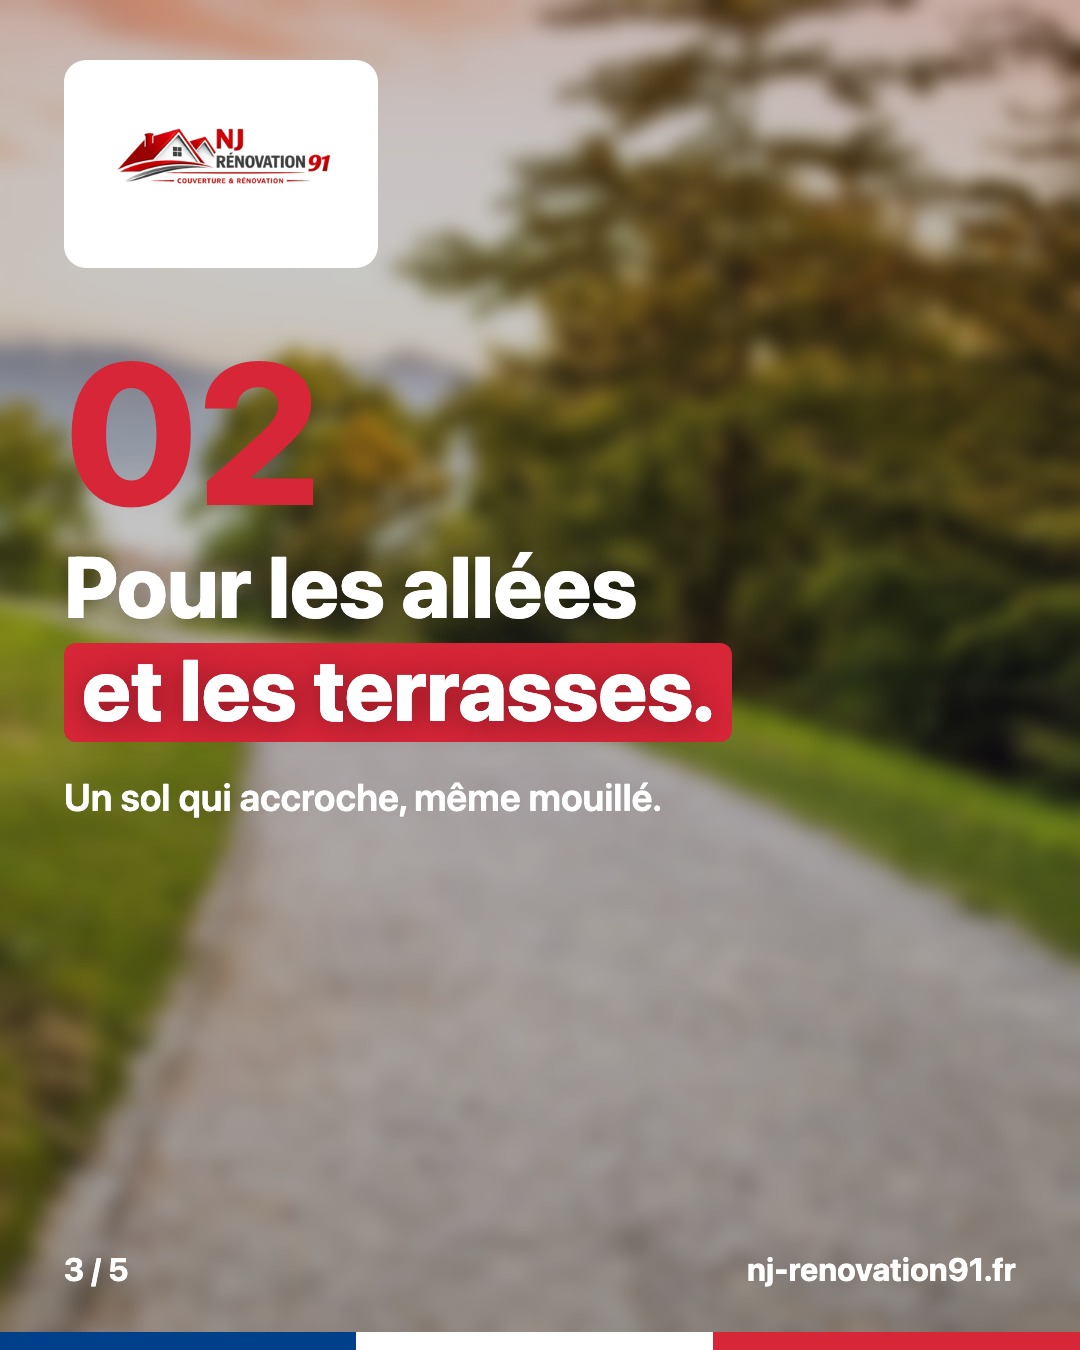 NJ
RÉNOVATION 91
COUVERTURE & RÉNOVATION
02
Pour les allées
et les terrasses.
Un sol qui accroche, même mouillé.
3 / 5
nj-renovation91.fr